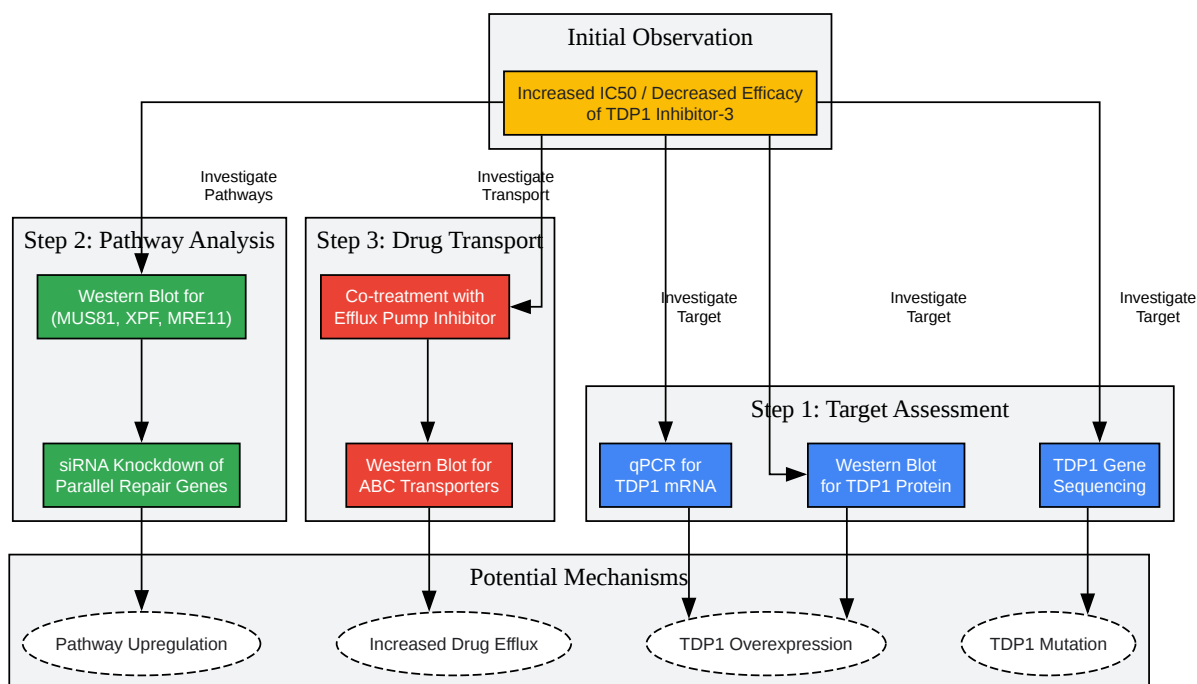 Initial Observation
Increased IC50 / Decreased Efficacy
of TDP1 Inhibitor-3
Investigate
Pathways
Investigate
Transport
Step 2: Pathway Analysis
Step 3: Drug Transport
Western Blot for
(MUS81, XPF, MRE11)
Co-treatment with
Efflux Pump Inhibitor
Investigate
Target
Investigate
Target
Investigate
Target
Step 1: Target Assessment
siRNA Knockdown of
Parallel Repair Genes
Western Blot for
ABC Transporters
qPCR for
TDP1 mRNA
Western Blot
for TDP1 Protein
TDP1 Gene
Sequencing
Potential Mechanisms
Pathway Upregulation
Increased Drug Efflux
TDP1 Overexpression
TDP1 Mutation